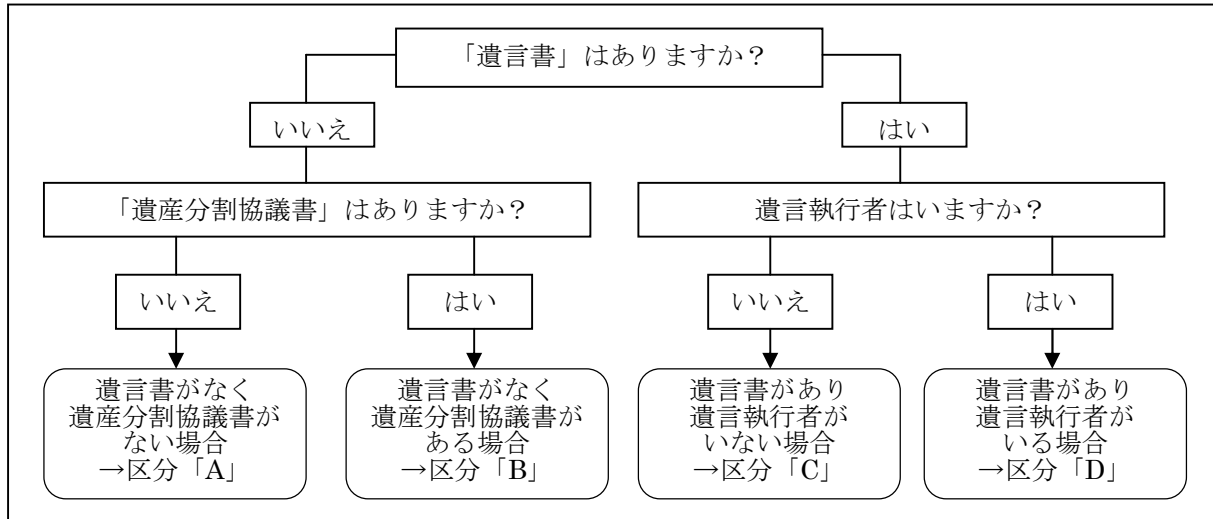 「遺言書」はありますか？
いいえ
はい
「遺産分割協議書」はありますか？
遺言執行者はいますか？
いいえ
はい
いいえ
はい
遺言書がなく
遺産分割協議書が
ない場合
→区分「A」
遺言書がなく
遺産分割協議書が
ある場合
→区分「B」
遺言書があり
遺言執行者が
いない場合
→区分「C」
遺言書があり
遺言執行者が
いる場合
→区分「D」